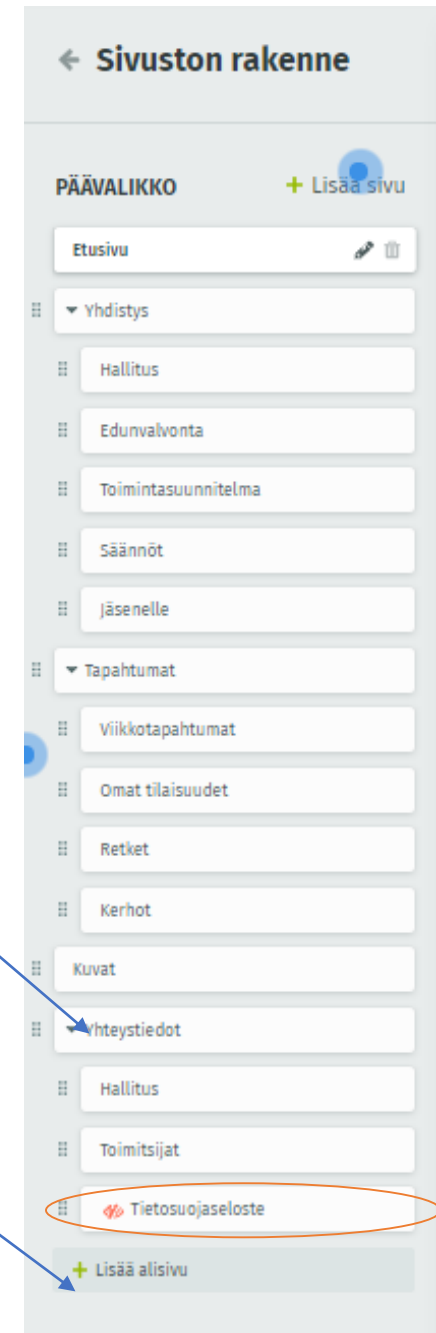 Sivuston rakenne
PÄÄVALIKKO
Lisää sivu
Etusivu
Yhdistys
Hallitus
Edunvalvonta
Toimintasuunnitelma
Säännöt
Jäsenelle
Tapahtumat
Viikkotapahtumat
Omat tilaisuudet
Retket
Kerhot
Kuvat
Yhteystiedot
Hallitus
Toimitsijat
Tietosuojaseloste
Lisää alisivu